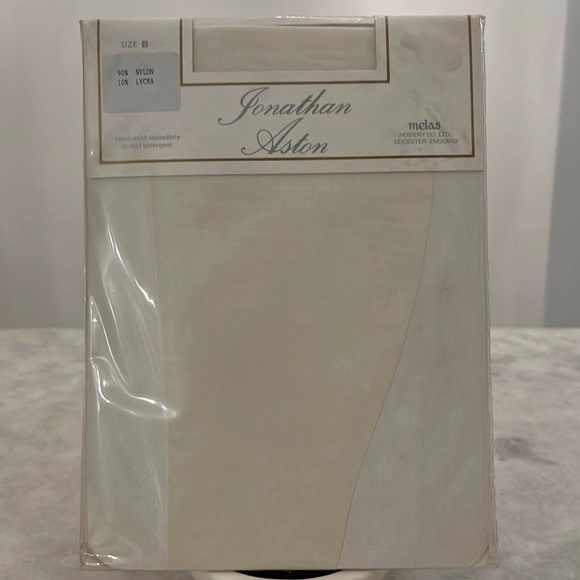 SIZE B
90% NYLON
10% LYCRA
Hand wash separately
in mild detergent
Jonathan
Aston
melas
HOSIERY CO. LTD.
LEICESTER, ENGLAND